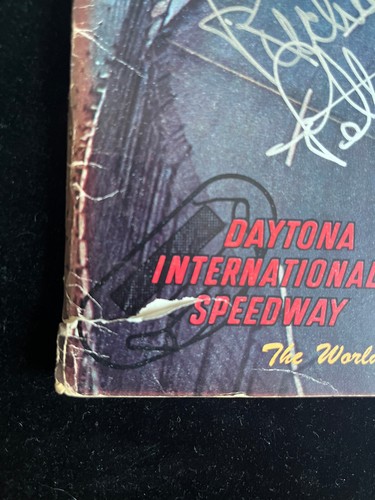 DAYTONA
INTERNATIONAL
SPEEDWAY
The World